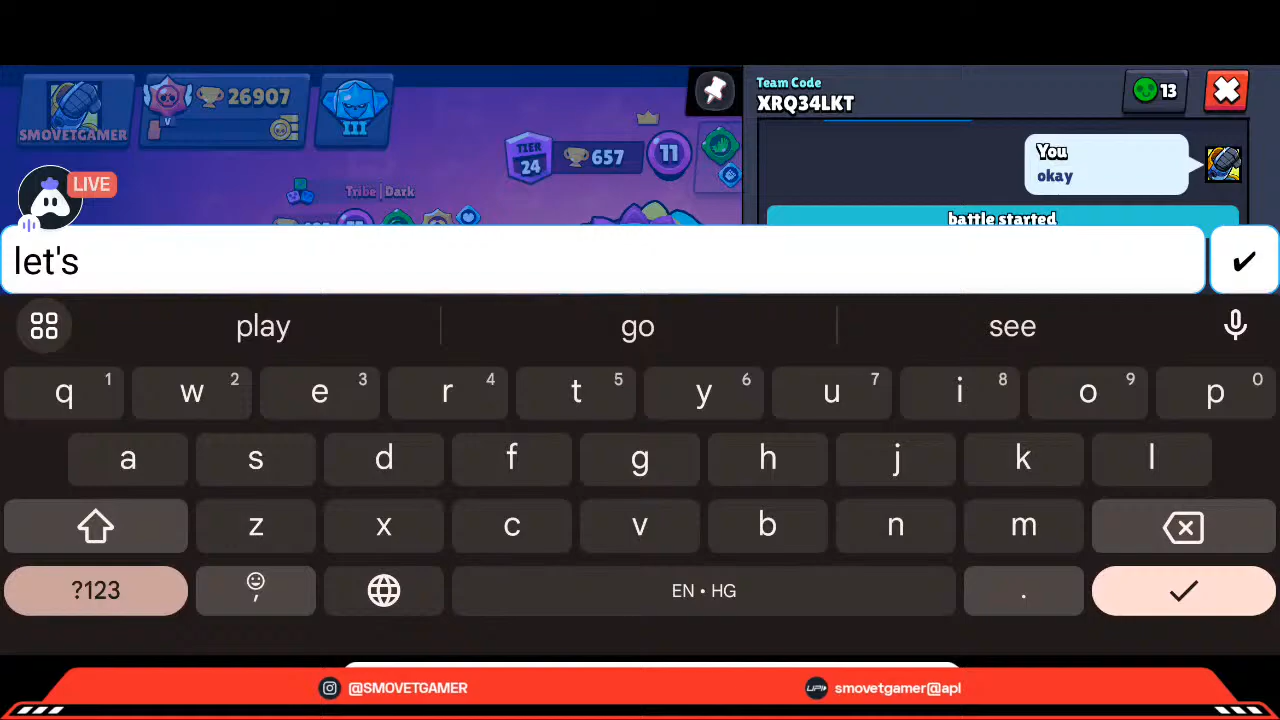 Team Code
XRQ34LKT
13
26907
SMOVETGAMER
V
III
TIER
24
657
11
Tribe | Dark
You
okay
battle started
LIVE
let's
play
go
see
q 1 w 2 e 3 r 4 t 5 y 6 u 7 i 8 o 9 p 0
a s d f g h j k l
z x c v b n m
?123 , EN • HG .
@SMOVETGAMER
UPI smovetgamer@apl